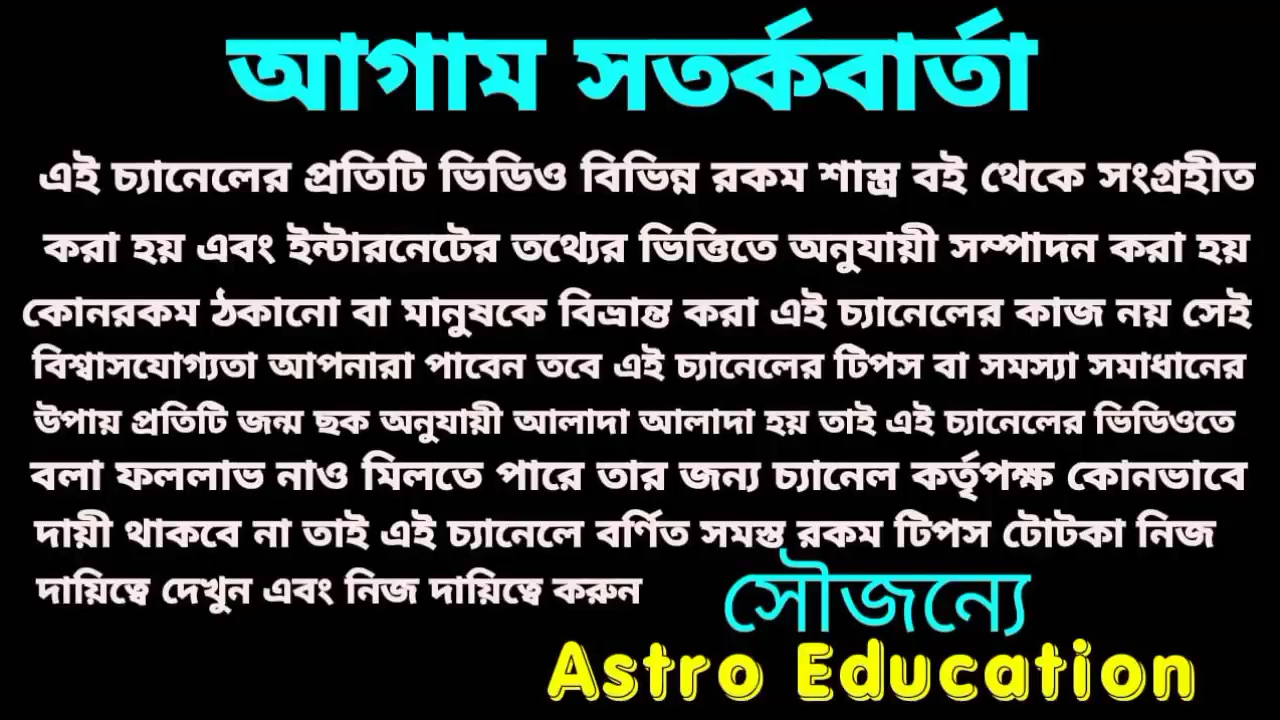 আগাম সতর্কবার্তা
এই চ্যানেলের প্রতিটি ভিডিও বিভিন্ন রকম শাস্ত্র বই থেকে সংগ্রহীত
করা হয় এবং ইন্টারনেটের তথ্যের ভিত্তিতে অনুযায়ী সম্পাদন করা হয়
কোনরকম ঠকানো বা মানুষকে বিভ্রান্ত করা এই চ্যানেলের কাজ নয় সেই
বিশ্বাসযোগ্যতা আপনারা পাবেন তবে এই চ্যানেলের টিপস বা সমস্যা সমাধানের
উপায় প্রতিটি জন্ম ছক অনুযায়ী আলাদা আলাদা হয় তাই এই চ্যানেলের ভিডিওতে
বলা ফললাভ নাও মিলতে পারে তার জন্য চ্যানেল কর্তৃপক্ষ কোনভাবে
দায়ী থাকবে না তাই এই চ্যানেলে বর্ণিত সমস্ত রকম টিপস টোটকা নিজ
দায়িত্বে দেখুন এবং নিজ দায়িত্বে করুন
সৌজন্যে
Astro Education